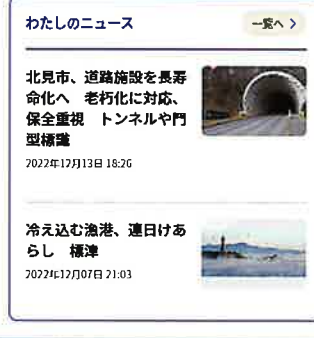 わたしのニュース
一覧へ >
北見市、道路施設を長寿
命化へ　老朽化に対応、
保全重視　トンネルや門
型標識
2022年12月13日 18:26
冷え込む漁港、連日けあ
らし　標津
2022年12月07日 21:03